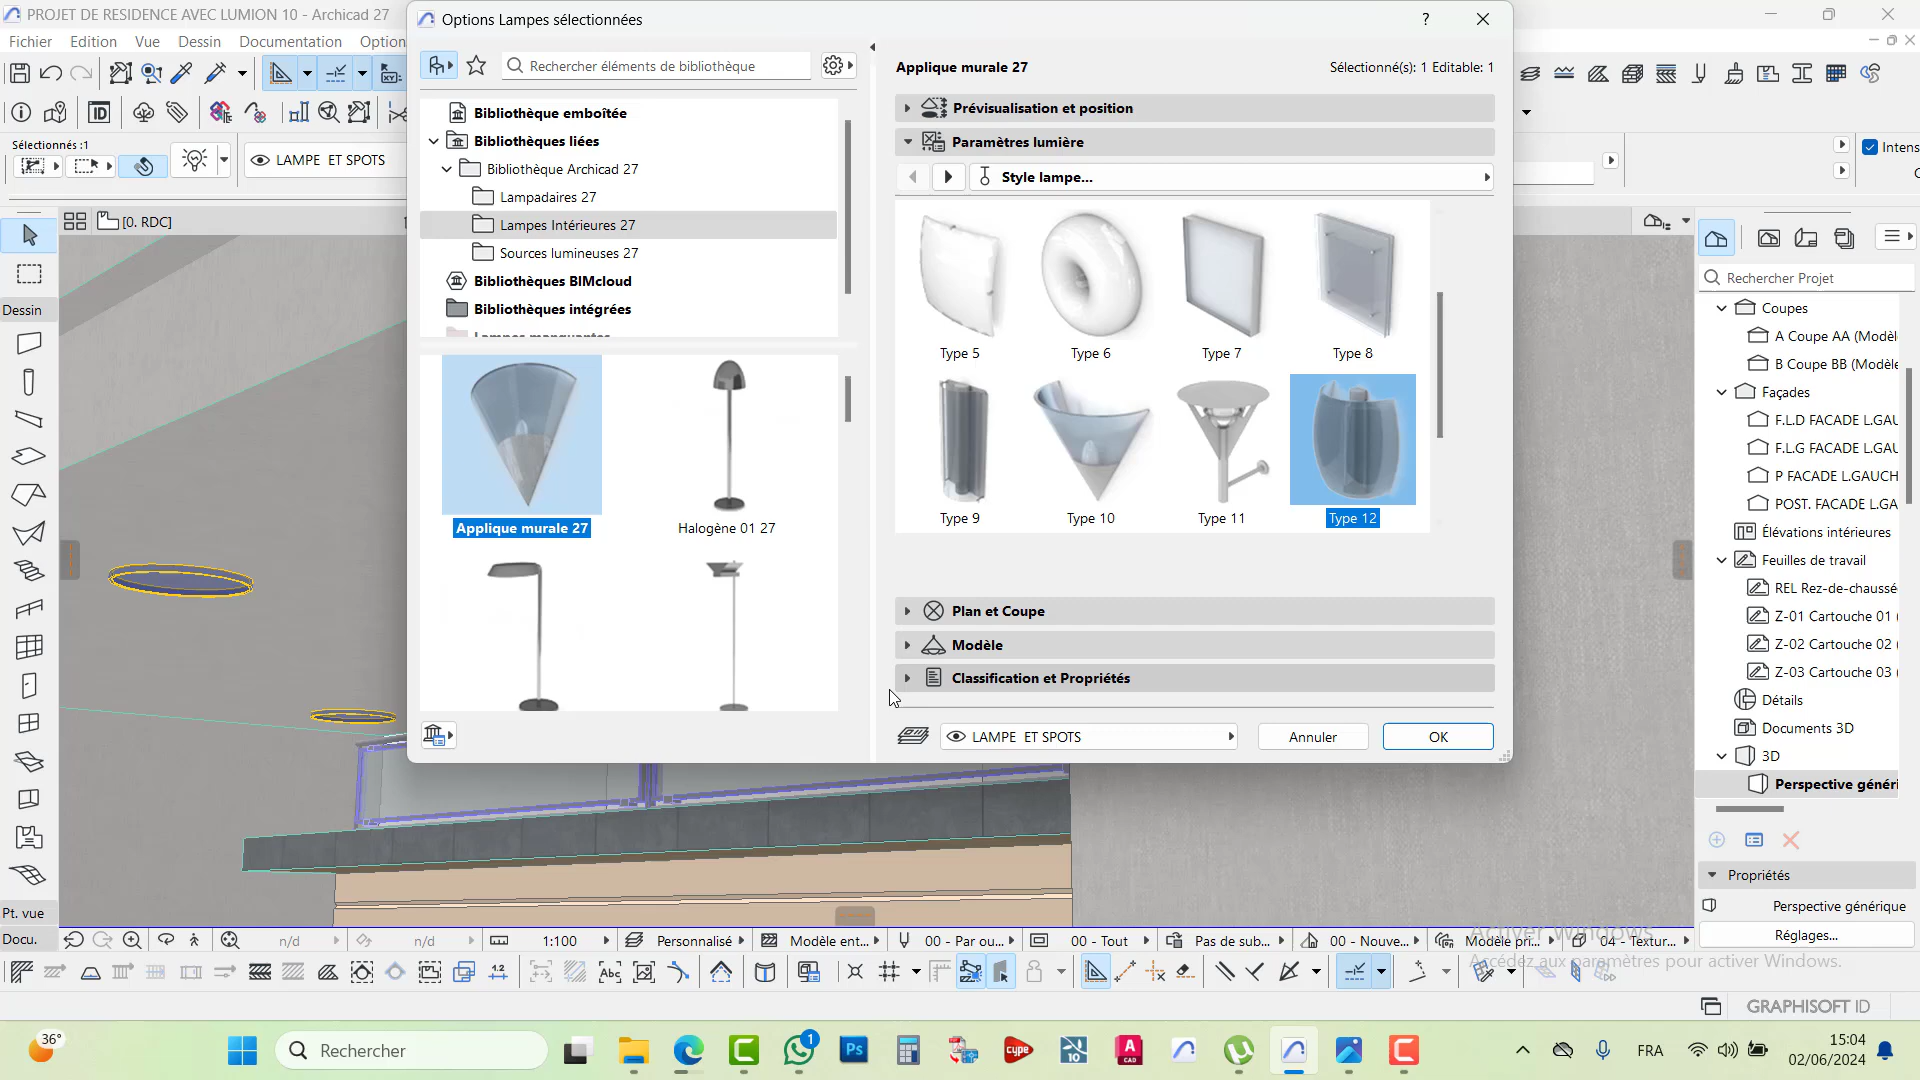 PROJET DE RESIDENCE AVEC LUMION 10 - Archicad 27
Fichier Edition Vue Dessin Documentation Option
Sélectionnés :1
LAMPE ET SPOTS
[0. RDC]
Dessin
Pt. vue
Docu.
Options Lampes sélectionnées
?
Rechercher éléments de bibliothèque
Bibliothèque emboîtée
Bibliothèques liées
Bibliothèque Archicad 27
Lampadaires 27
Lampes Intérieures 27
Sources lumineuses 27
Bibliothèques BIMcloud
Bibliothèques intégrées
Lampes manquantes
Applique murale 27
Halogène 01 27
Applique murale 27
Sélectionné(s): 1 Editable: 1
Prévisualisation et position
Paramètres lumière
Style lampe...
Type 5
Type 6
Type 7
Type 8
Type 9
Type 10
Type 11
Type 12
Plan et Coupe
Modèle
Classification et Propriétés
LAMPE ET SPOTS
Annuler
OK
Intens
Rechercher Projet
Coupes
A Coupe AA (Modèl
B Coupe BB (Modèle
Façades
F.L.D FACADE L.GAU
F.L.G FACADE L.GAU
P FACADE L.GAUCH
POST. FACADE L.GA
Élévations intérieures
Feuilles de travail
REL Rez-de-chaussé
Z-01 Cartouche 01 (
Z-02 Cartouche 02 (
Z-03 Cartouche 03 (
Détails
Documents 3D
3D
Perspective généri
Propriétés
Perspective générique
Réglages...
n/d
n/d
1:100
Personnalisé
Modèle ent...
00 - Par ou...
00 - Tout
Pas de sub...
00 - Nouve...
Modèle pri...
04 - Textur...
Activer Windows
Accédez aux paramètres pour activer Windows.
GRAPHISOFT ID
36°
Rechercher
1
Ps
cype
10
A
CAD
FRA
15:04
02/06/2024